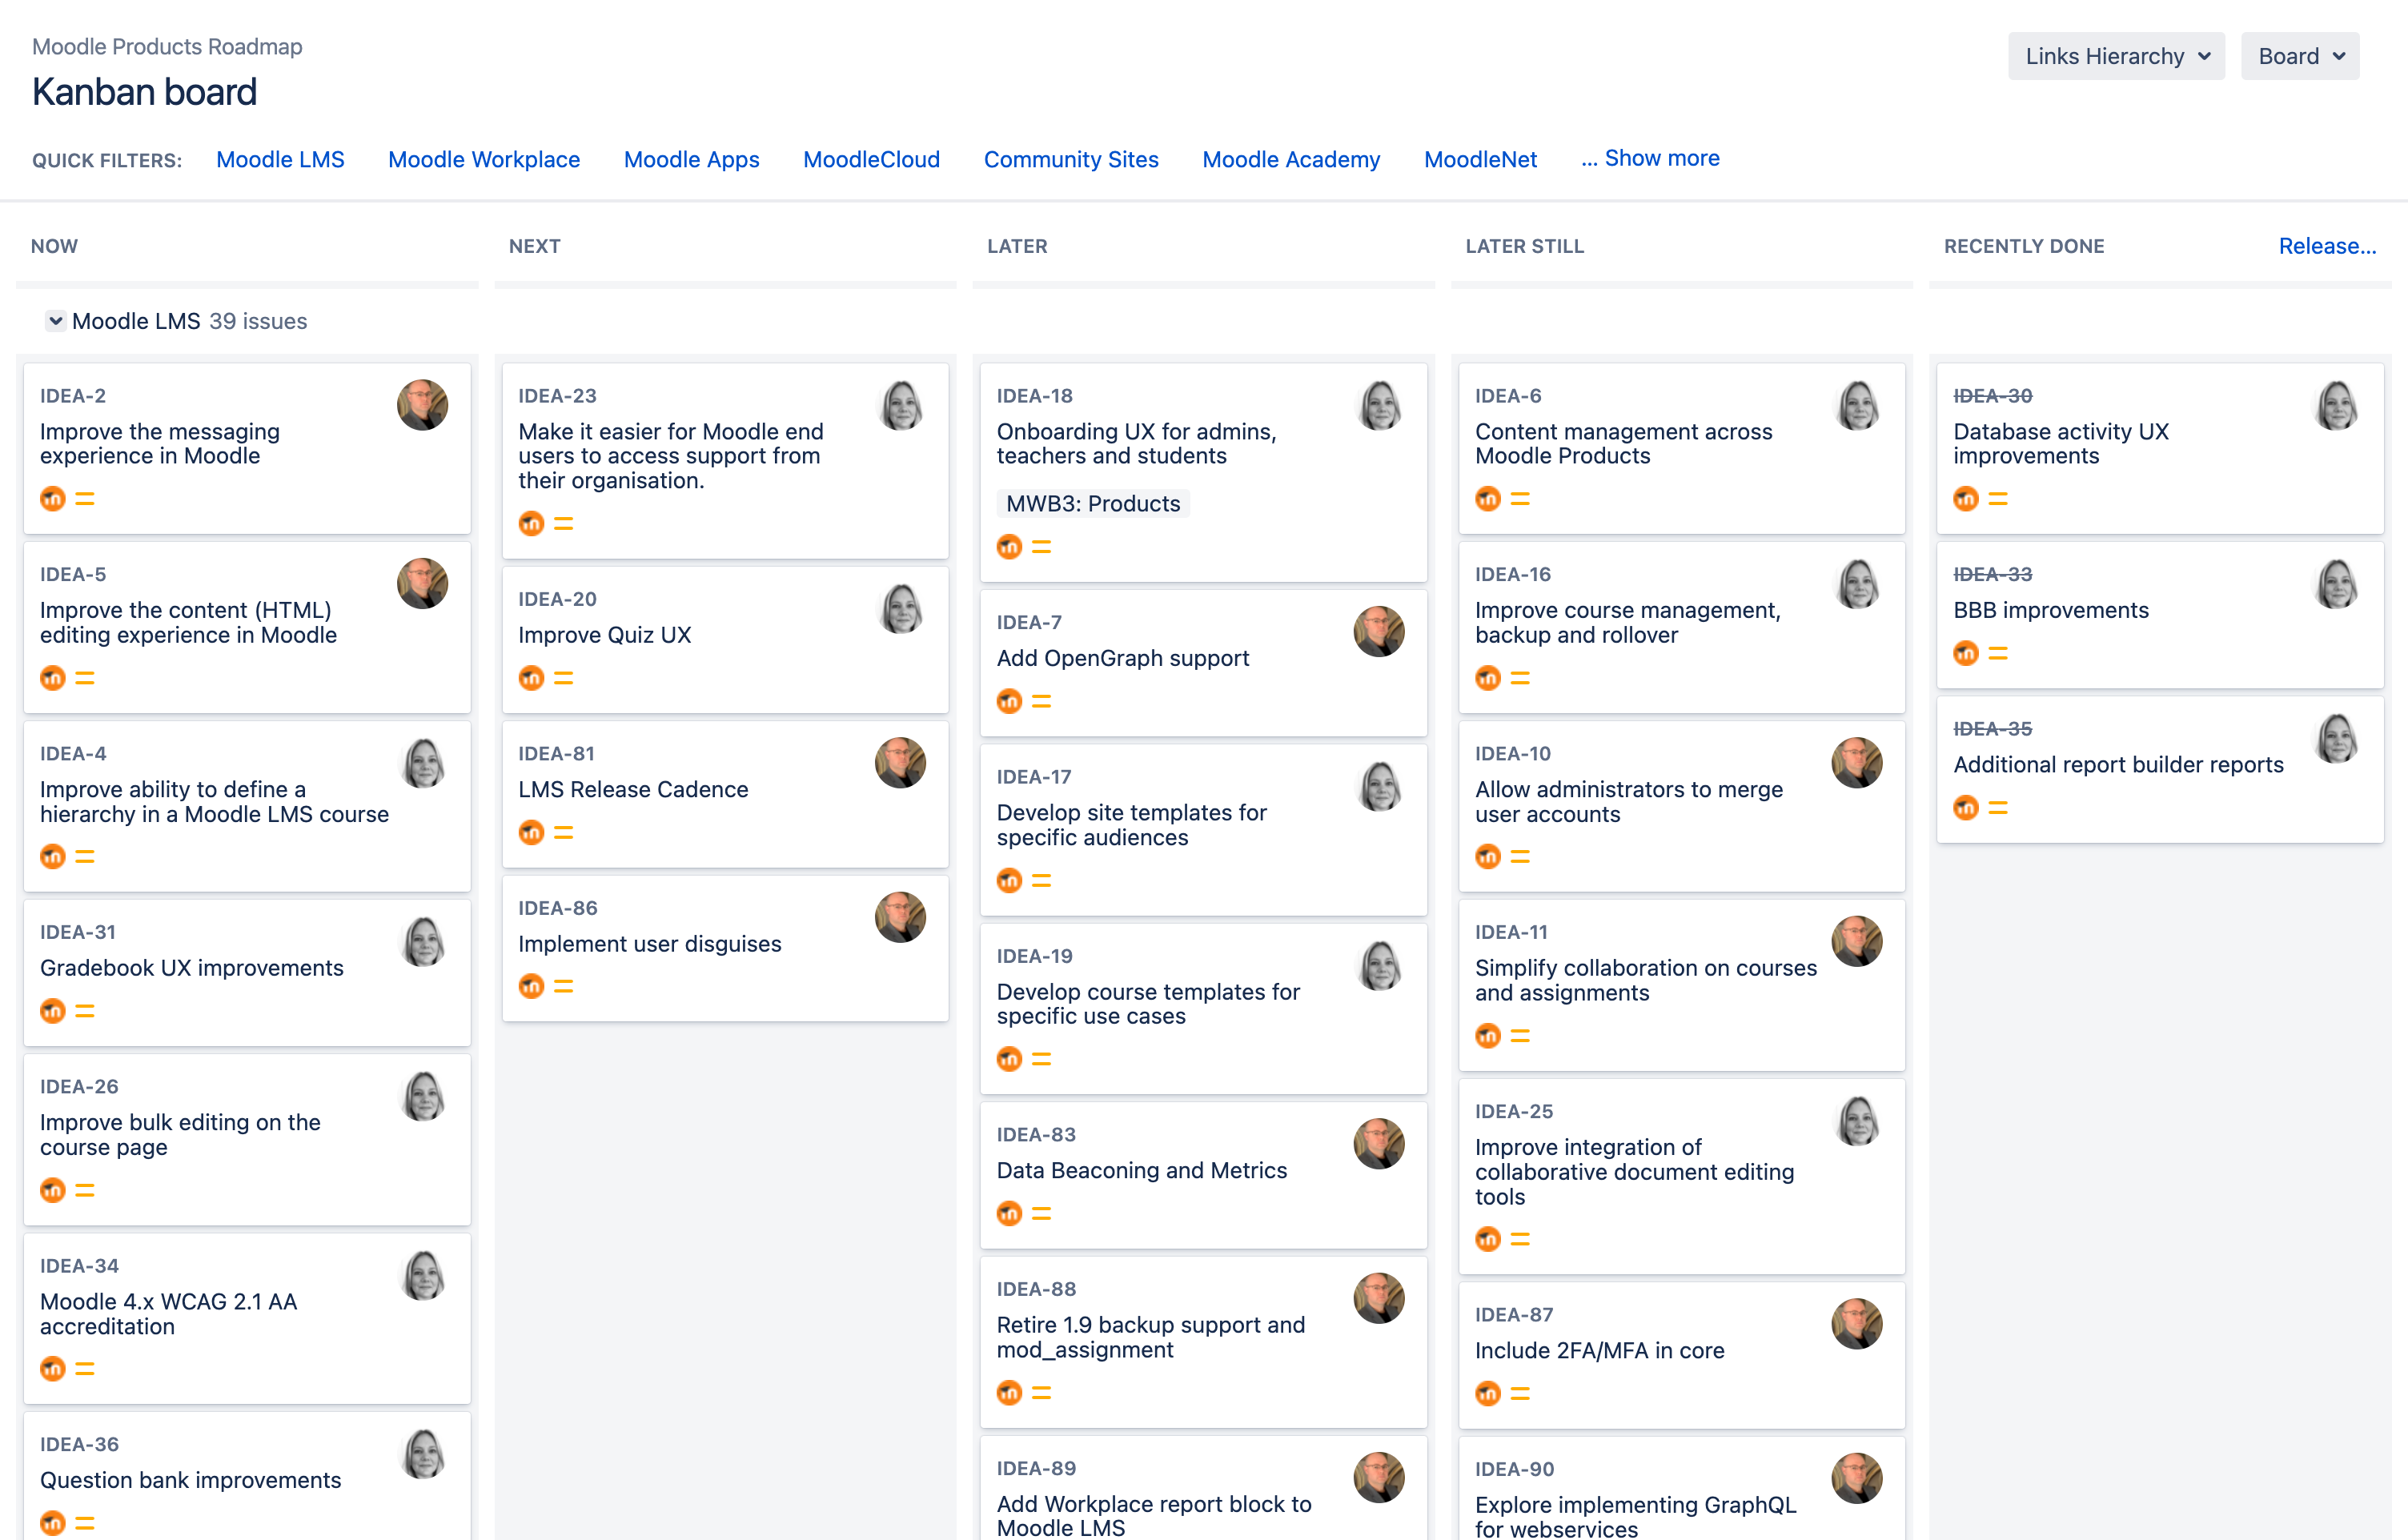 Moodle Products Roadmap
Kanban board
Links Hierarchy
Board
QUICK FILTERS:
Moodle LMS
Moodle Workplace
Moodle Apps
MoodleCloud
Community Sites
Moodle Academy
MoodleNet
... Show more
NOW
NEXT
LATER
LATER STILL
RECENTLY DONE
Release...
Moodle LMS 39 issues
IDEA-2
Improve the messaging
experience in Moodle
IDEA-5
Improve the content (HTML)
editing experience in Moodle
IDEA-4
Improve ability to define a
hierarchy in a Moodle LMS course
IDEA-31
Gradebook UX improvements
IDEA-26
Improve bulk editing on the
course page
IDEA-34
Moodle 4.x WCAG 2.1 AA
accreditation
IDEA-36
Question bank improvements
IDEA-23
Make it easier for Moodle end
users to access support from
their organisation.
IDEA-20
Improve Quiz UX
IDEA-81
LMS Release Cadence
IDEA-86
Implement user disguises
IDEA-18
Onboarding UX for admins,
teachers and students
MWB3: Products
IDEA-7
Add OpenGraph support
IDEA-17
Develop site templates for
specific audiences
IDEA-19
Develop course templates for
specific use cases
IDEA-83
Data Beaconing and Metrics
IDEA-88
Retire 1.9 backup support and
mod_assignment
IDEA-89
Add Workplace report block to
Moodle LMS
IDEA-6
Content management across
Moodle Products
IDEA-16
Improve course management,
backup and rollover
IDEA-10
Allow administrators to merge
user accounts
IDEA-11
Simplify collaboration on courses
and assignments
IDEA-25
Improve integration of
collaborative document editing
tools
IDEA-87
Include 2FA/MFA in core
IDEA-90
Explore implementing GraphQL
for webservices
IDEA-30
Database activity UX
improvements
IDEA-33
BBB improvements
IDEA-35
Additional report builder reports